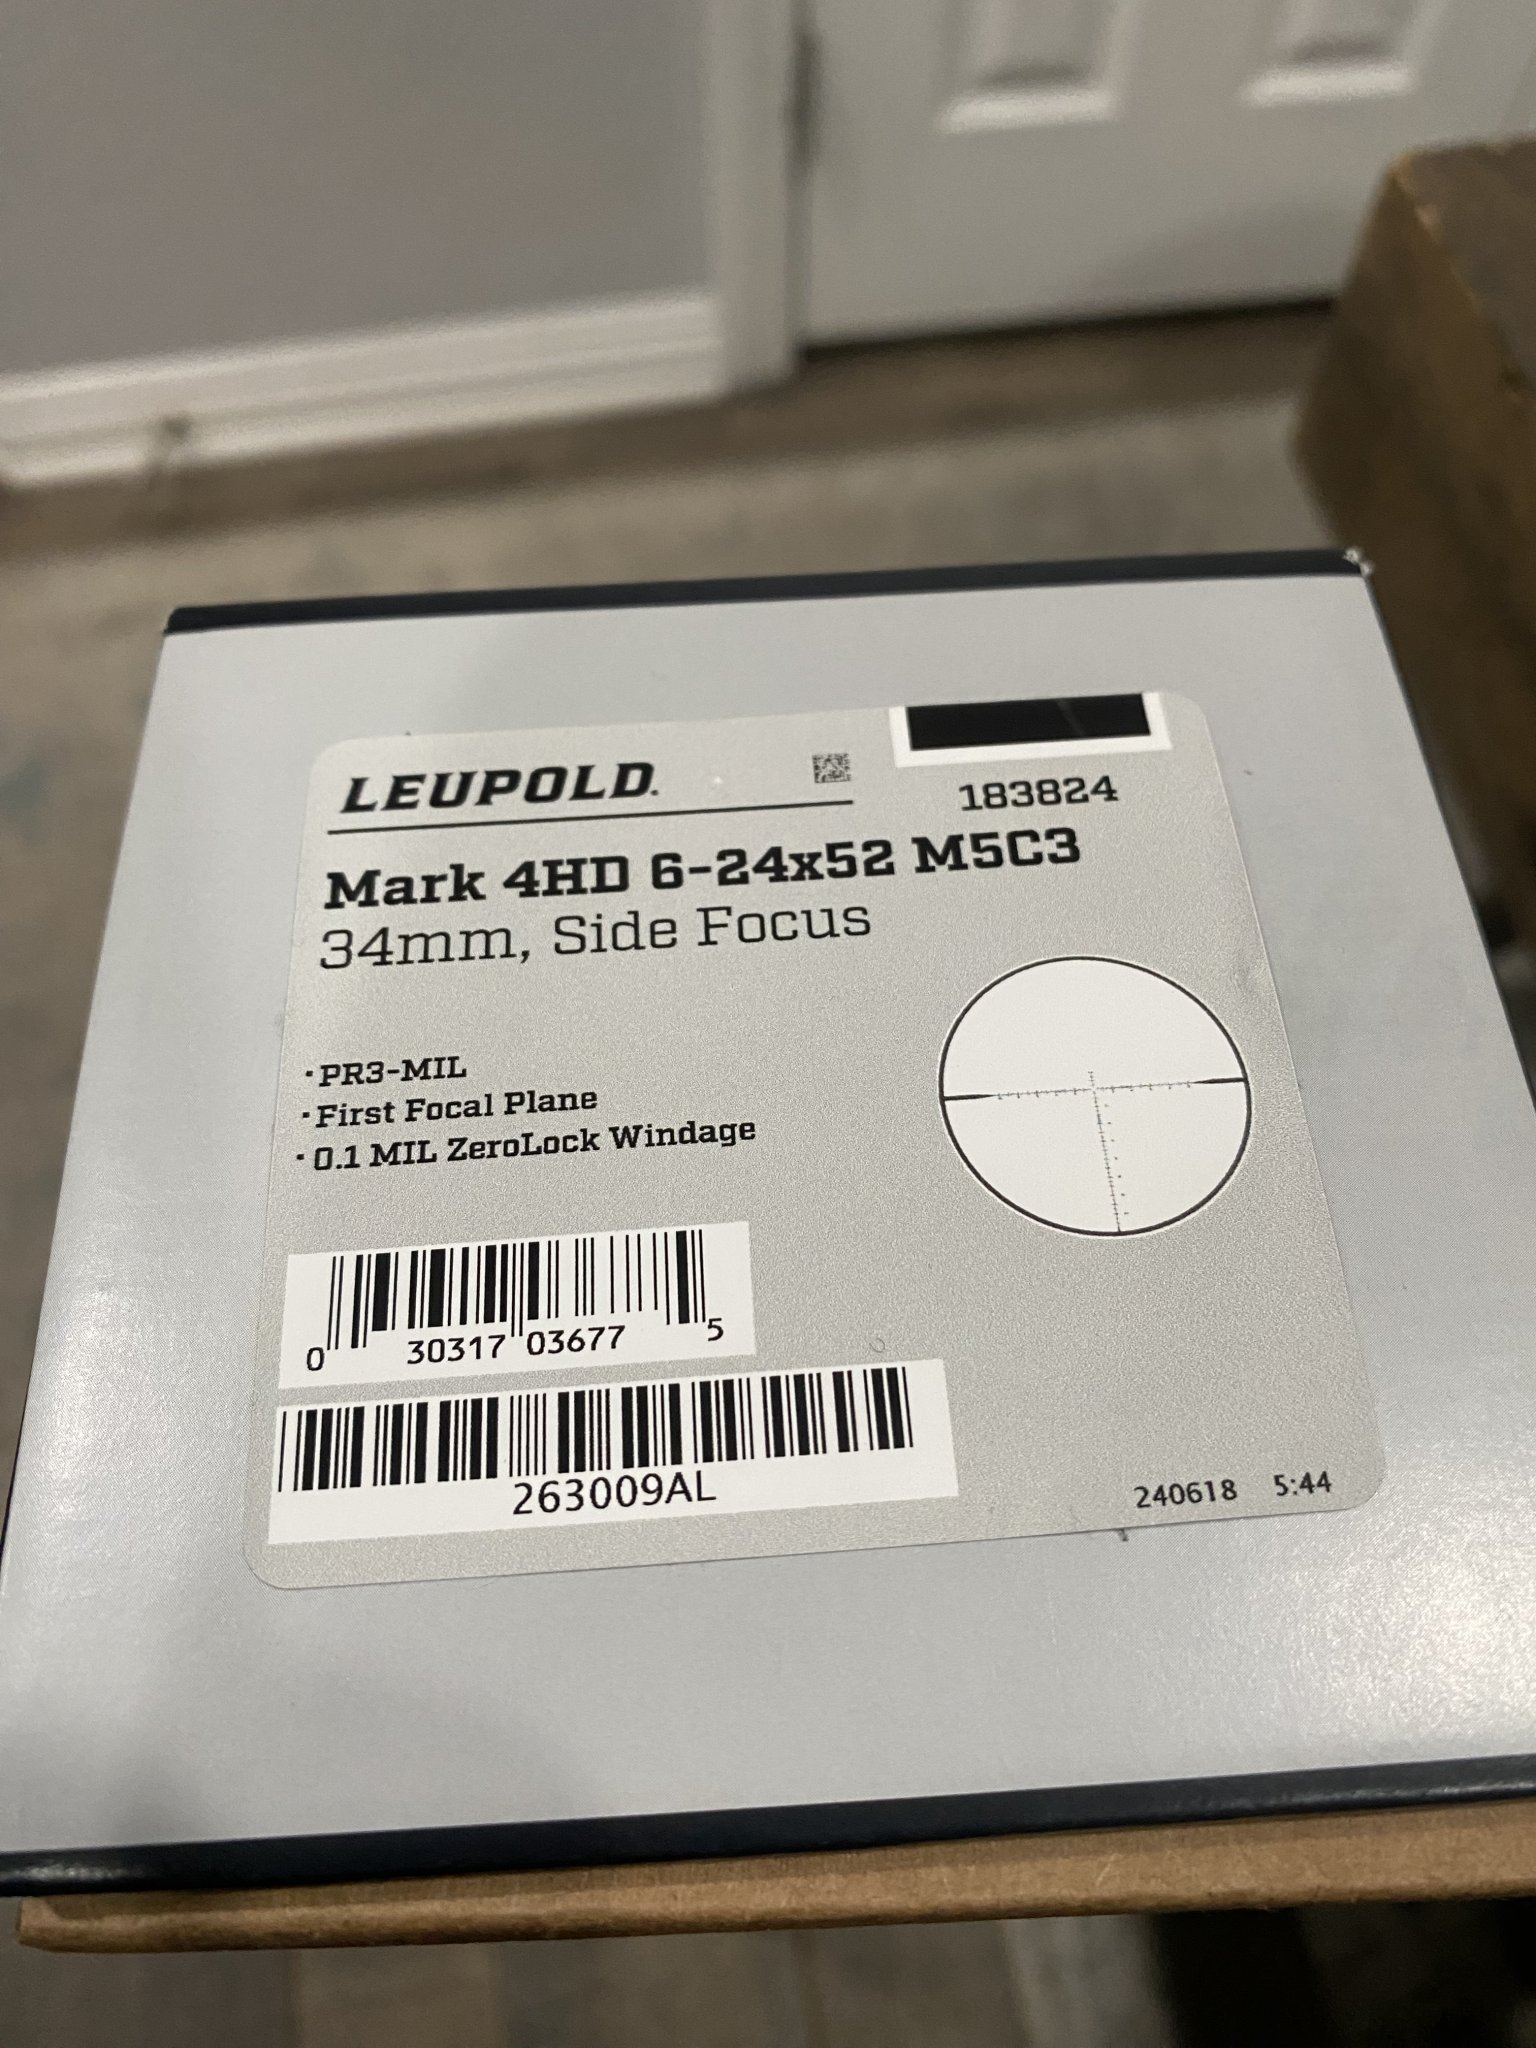 LEUPOLD.
183824
Mark 4HD 6-24x52 M5C3
34mm, Side Focus
·PR3-MIL
·First Focal Plane
·0.1 MIL ZeroLock Windage
0 30317 03677 5
263009AL
240618 5:44